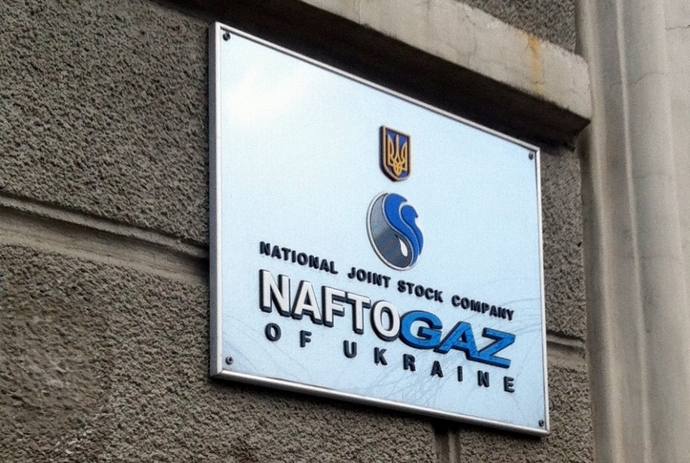 NATIONAL JOINT STOCK COMPANY
NAFTOGAZ
OF UKRAINE